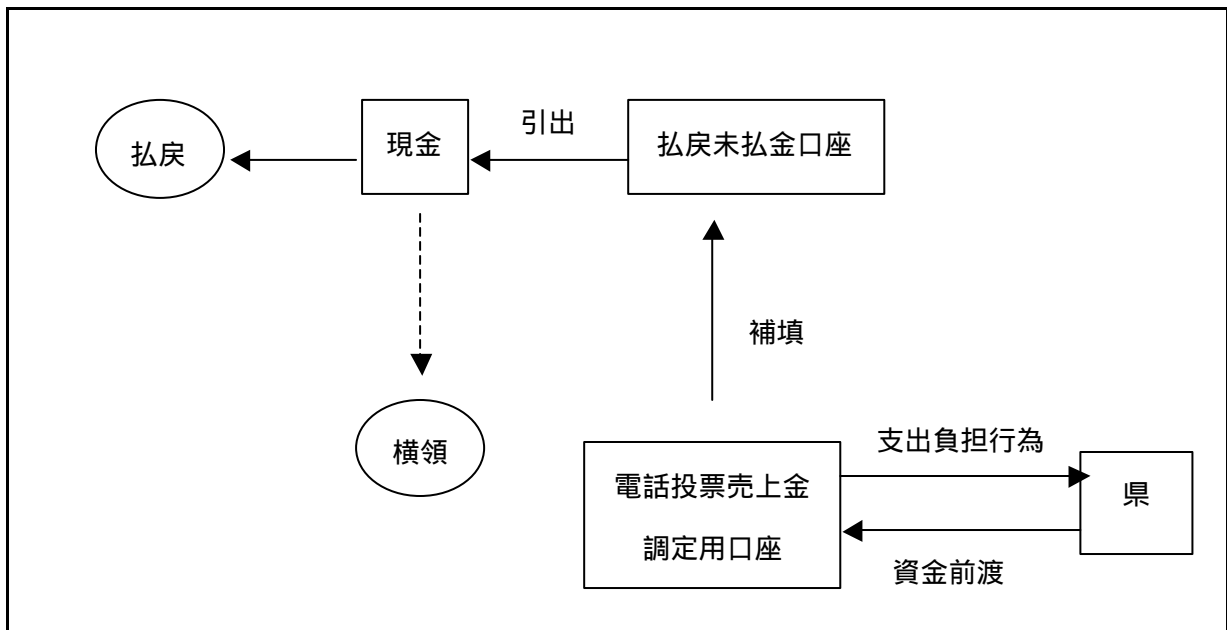 引出
払戻
現金
払戻未払金口座
補填
横領
支出負担行為
電話投票売上金
調定用口座
県
資金前渡